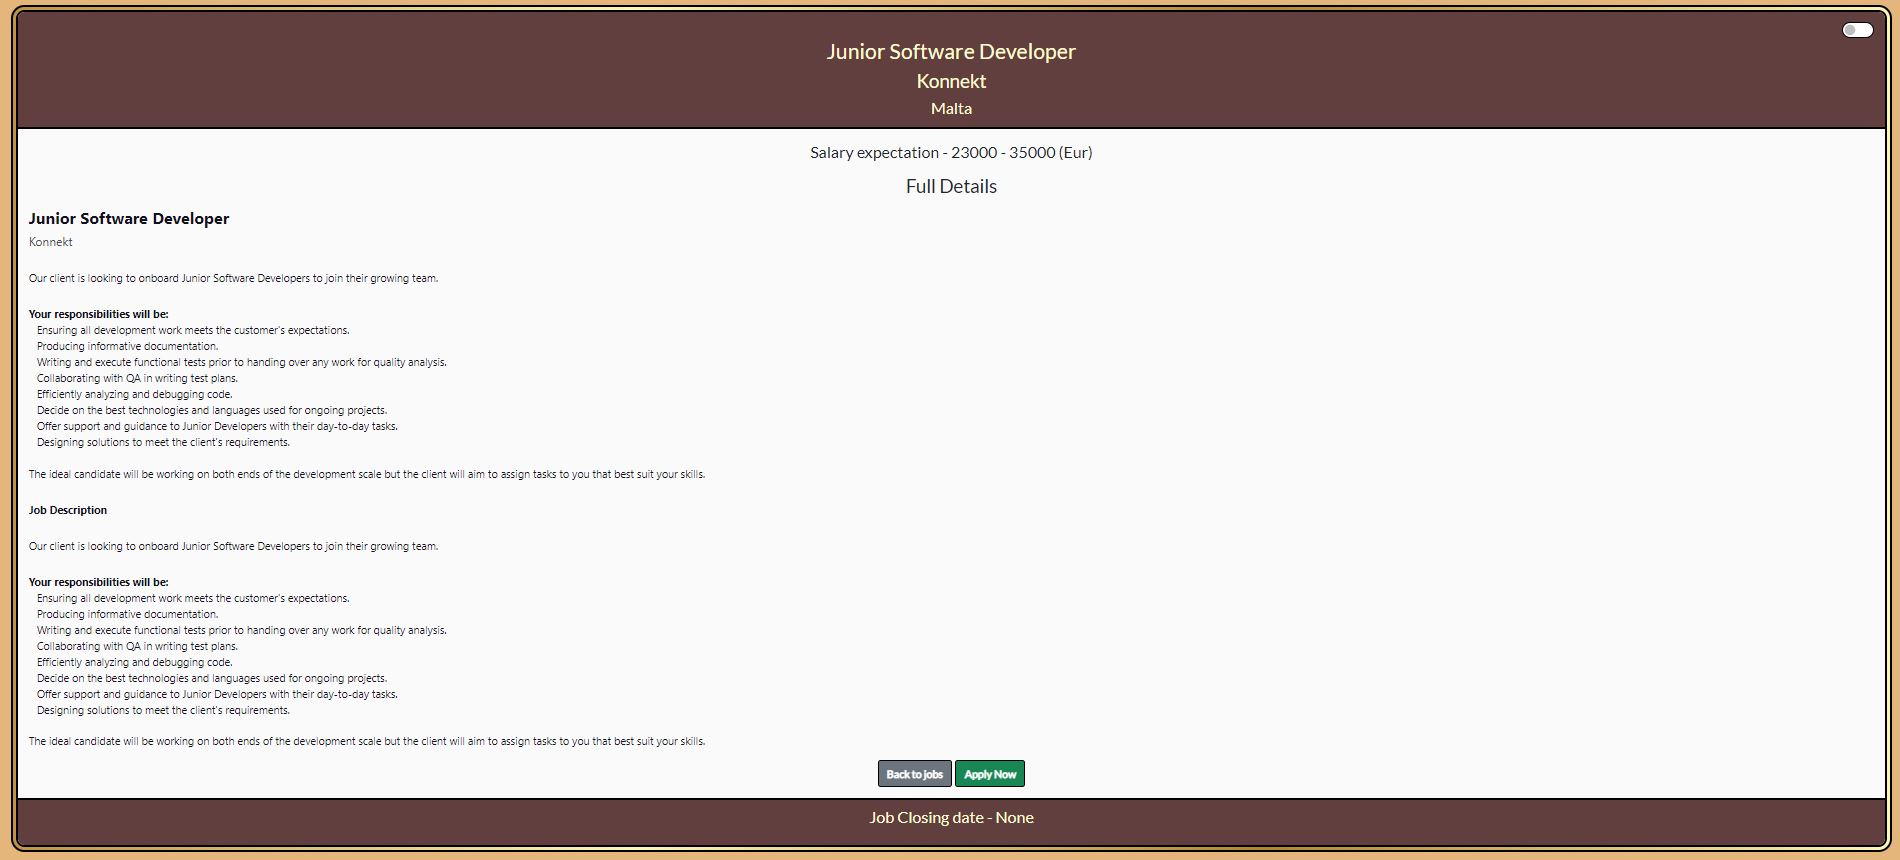 Junior Software Developer
Konnekt
Malta
Salary expectation - 23000 - 35000 (Eur)
Full Details
Junior Software Developer
Konnekt
Our client is looking to onboard Junior Software Developers to join their growing team.
Your responsibilities will be:
Ensuring all development work meets the customer's expectations.
Producing informative documentation.
Writing and execute functional tests prior to handing over any work for quality analysis.
Collaborating with QA in writing test plans.
Efficiently analyzing and debugging code.
Decide on the best technologies and languages used for ongoing projects.
Offer support and guidance to Junior Developers with their day-to-day tasks.
Designing solutions to meet the client's requirements.
The ideal candidate will be working on both ends of the development scale but the client will aim to assign tasks to you that best suit your skills.
Job Description
Our client is looking to onboard Junior Software Developers to join their growing team.
Your responsibilities will be:
Ensuring all development work meets the customer's expectations.
Producing informative documentation.
Writing and execute functional tests prior to handing over any work for quality analysis.
Collaborating with QA in writing test plans.
Efficiently analyzing and debugging code.
Decide on the best technologies and languages used for ongoing projects.
Offer support and guidance to Junior Developers with their day-to-day tasks.
Designing solutions to meet the client's requirements.
The ideal candidate will be working on both ends of the development scale but the client will aim to assign tasks to you that best suit your skills.
Back to jobs Apply Now
Job Closing date - None